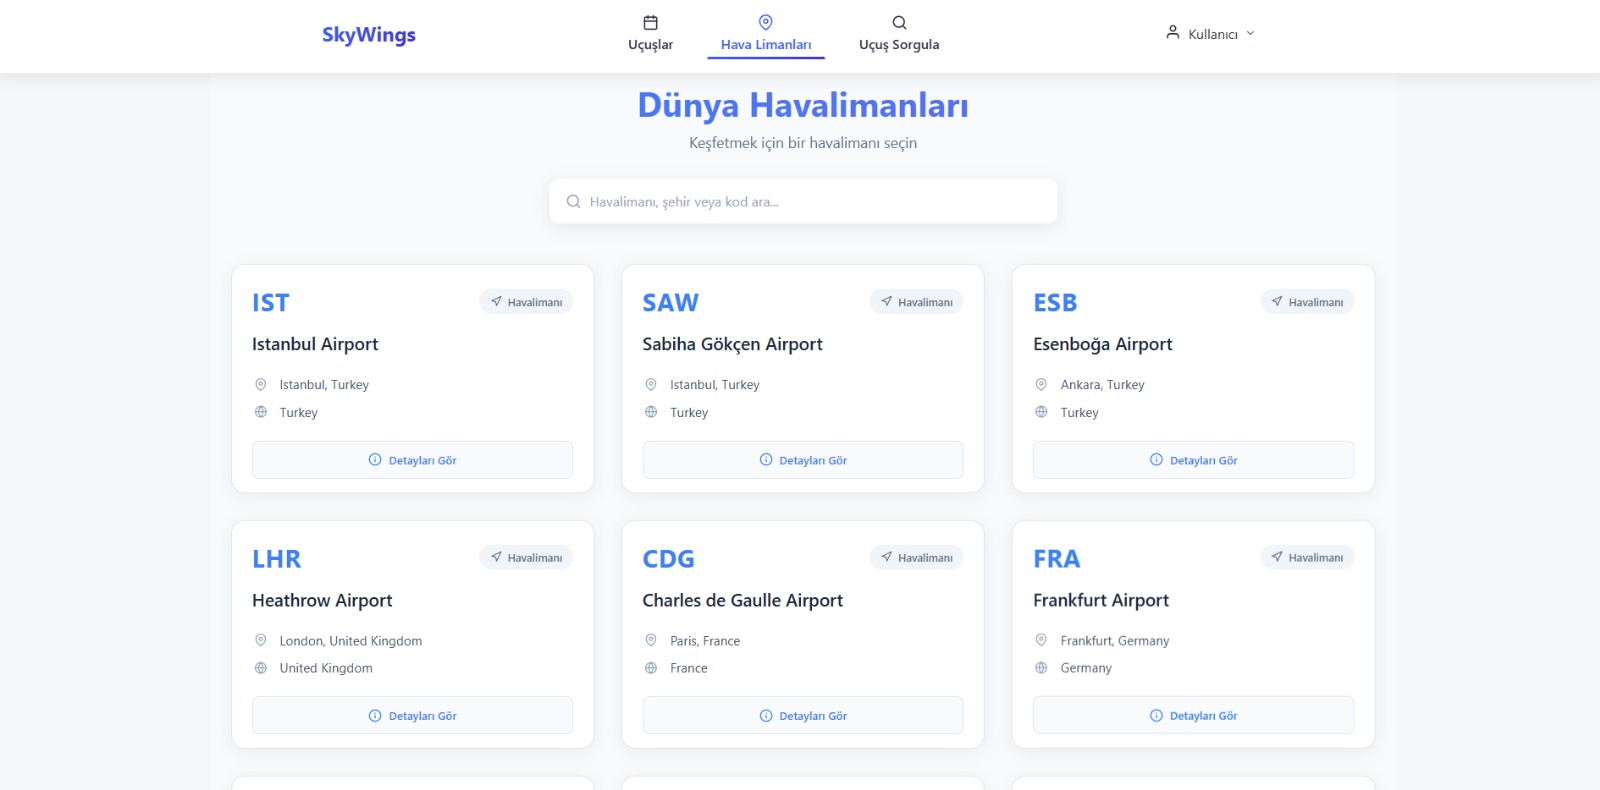 SkyWings
Uçuşlar
Hava Limanları
Uçuş Sorgula
Kullanıcı
Dünya Havalimanları
Keşfetmek için bir havalimanı seçin
Havalimanı, şehir veya kod ara...
IST
Havalimanı
Istanbul Airport
Istanbul, Turkey
Turkey
Detayları Gör
SAW
Havalimanı
Sabiha Gökçen Airport
Istanbul, Turkey
Turkey
Detayları Gör
ESB
Havalimanı
Esenboğa Airport
Ankara, Turkey
Turkey
Detayları Gör
LHR
Havalimanı
Heathrow Airport
London, United Kingdom
United Kingdom
Detayları Gör
CDG
Havalimanı
Charles de Gaulle Airport
Paris, France
France
Detayları Gör
FRA
Havalimanı
Frankfurt Airport
Frankfurt, Germany
Germany
Detayları Gör